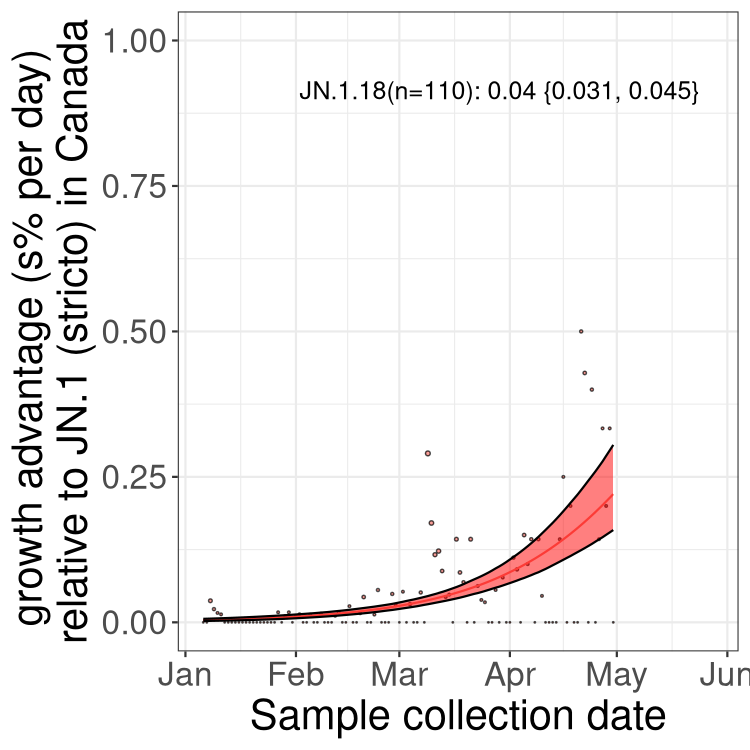 growth advantage (s% per day)
relative to JN.1 (stricto) in Canada
1.00
0.75
0.50
0.25
0.00
JN.1.18(n=110): 0.04 {0.031, 0.045}
Jan Feb Mar Apr May Jun
Sample collection date